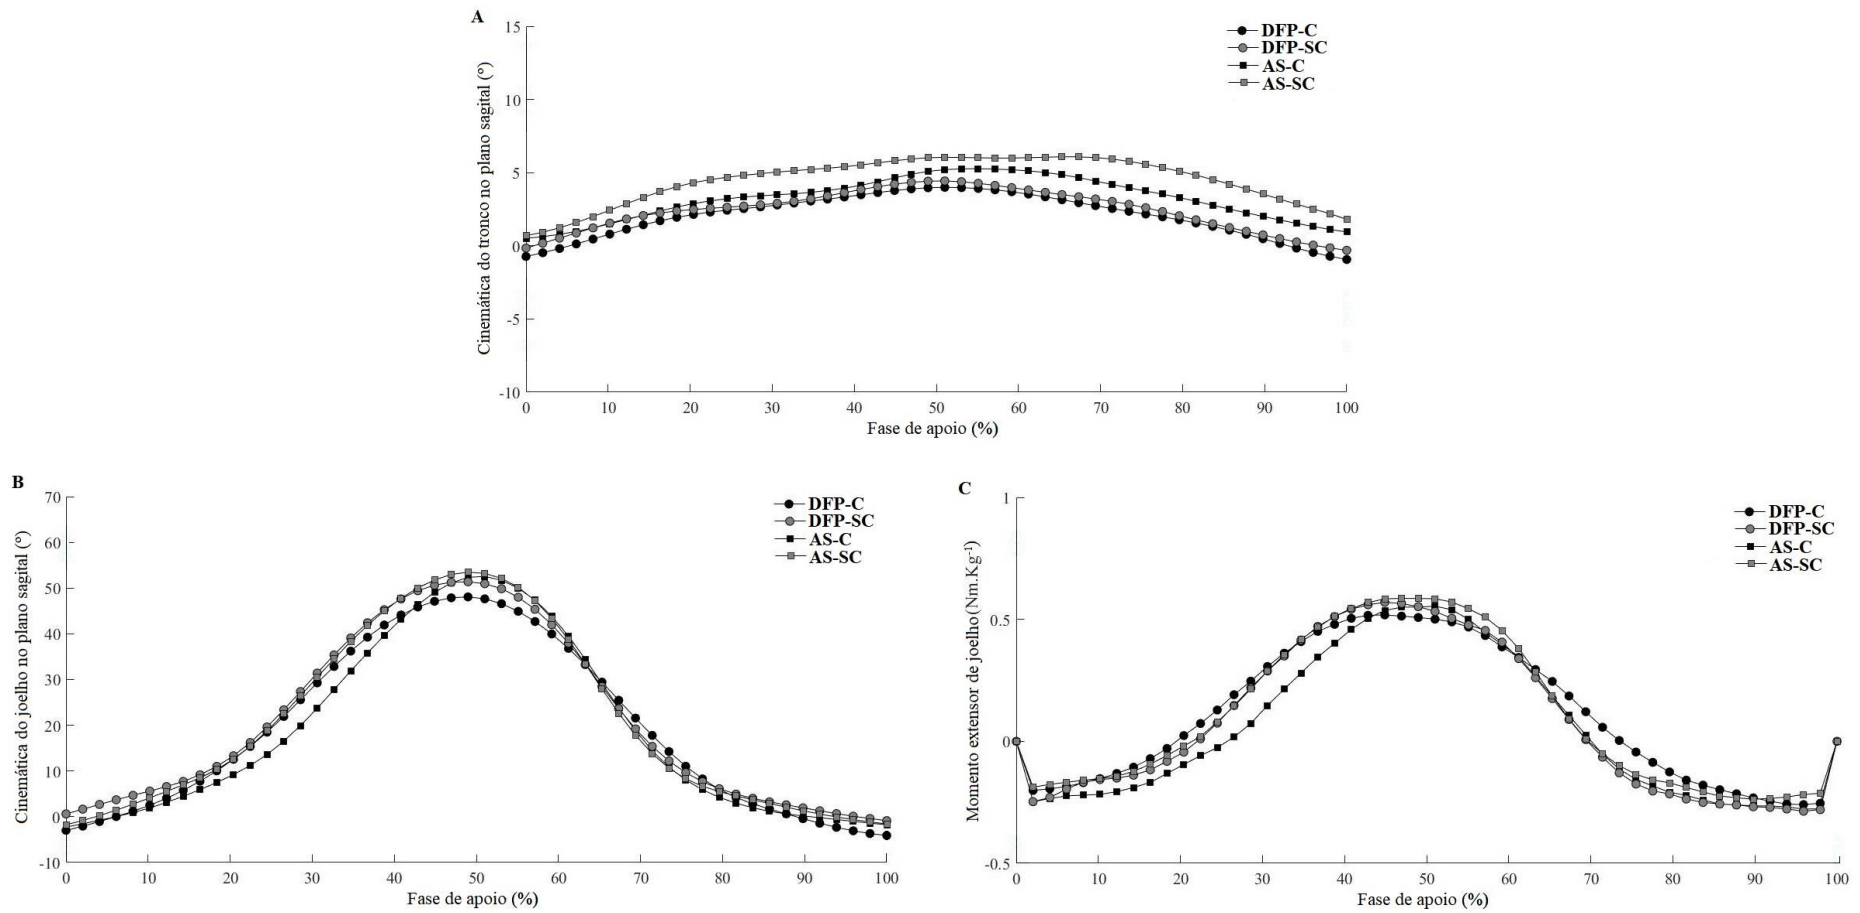 A
Cinemática do tronco no plano sagital (º)
15
10
5
0
-5
-10
0 10 20 30 40 50 60 70 80 90 100
Fase de apoio (%)
DFP-C
DFP-SC
AS-C
AS-SC
B
Cinemática do joelho no plano sagital (º)
70
60
50
40
30
20
10
0
-10
0 10 20 30 40 50 60 70 80 90 100
Fase de apoio (%)
DFP-C
DFP-SC
AS-C
AS-SC
C
Momento extensor de joelho(Nm.Kg⁻¹)
1
0.5
0
-0.5
0 10 20 30 40 50 60 70 80 90 100
Fase de apoio (%)
DFP-C
DFP-SC
AS-C
AS-SC